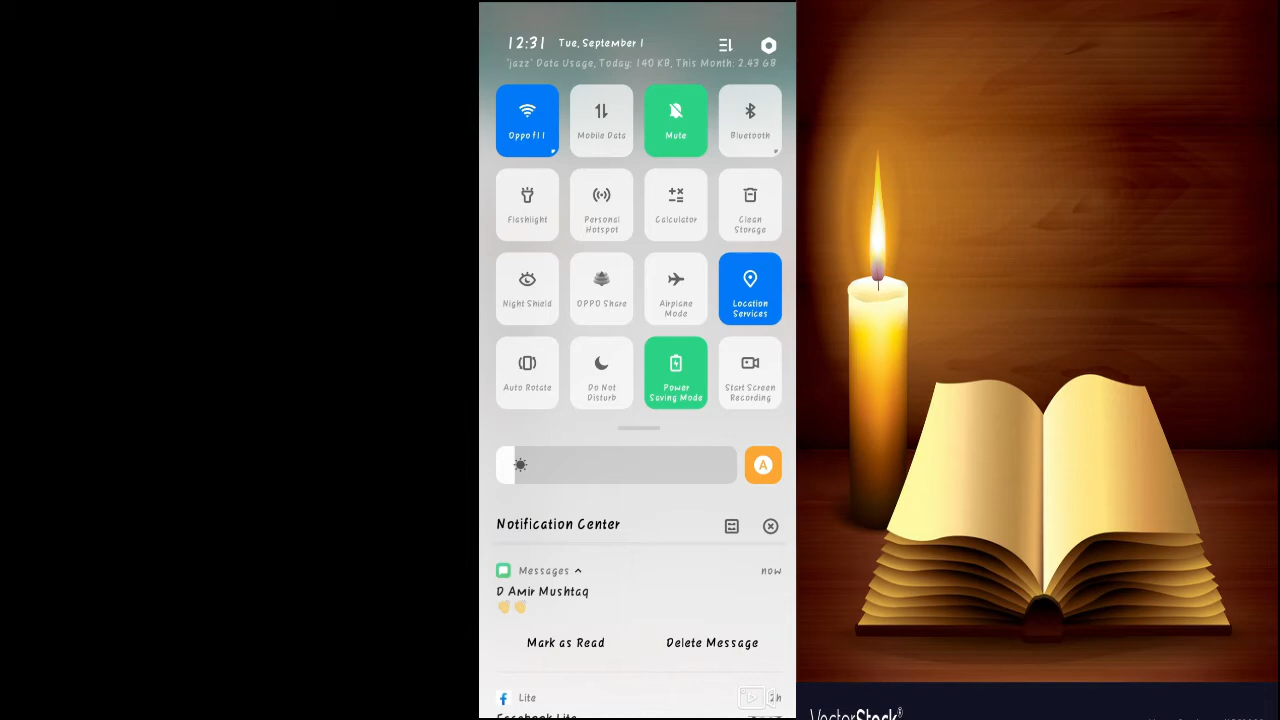 12:31 Tue, September 1
"jazz" Data Usage, Today: 140 KB, This Month: 2.43 GB
Oppo f11
Mobile Data
Mute
Bluetooth
Flashlight
Personal
Hotspot
Calculator
Clean
Storage
Night Shield
OPPO Share
Airplane
Mode
Location
Services
Auto Rotate
Do Not
Disturb
Power
Saving Mode
Start Screen
Recording
A
Notification Center
Messages
now
D Amir Mushtaq
👏👏
Mark as Read
Delete Message
Lite
Facebook Lite
VectorStock®